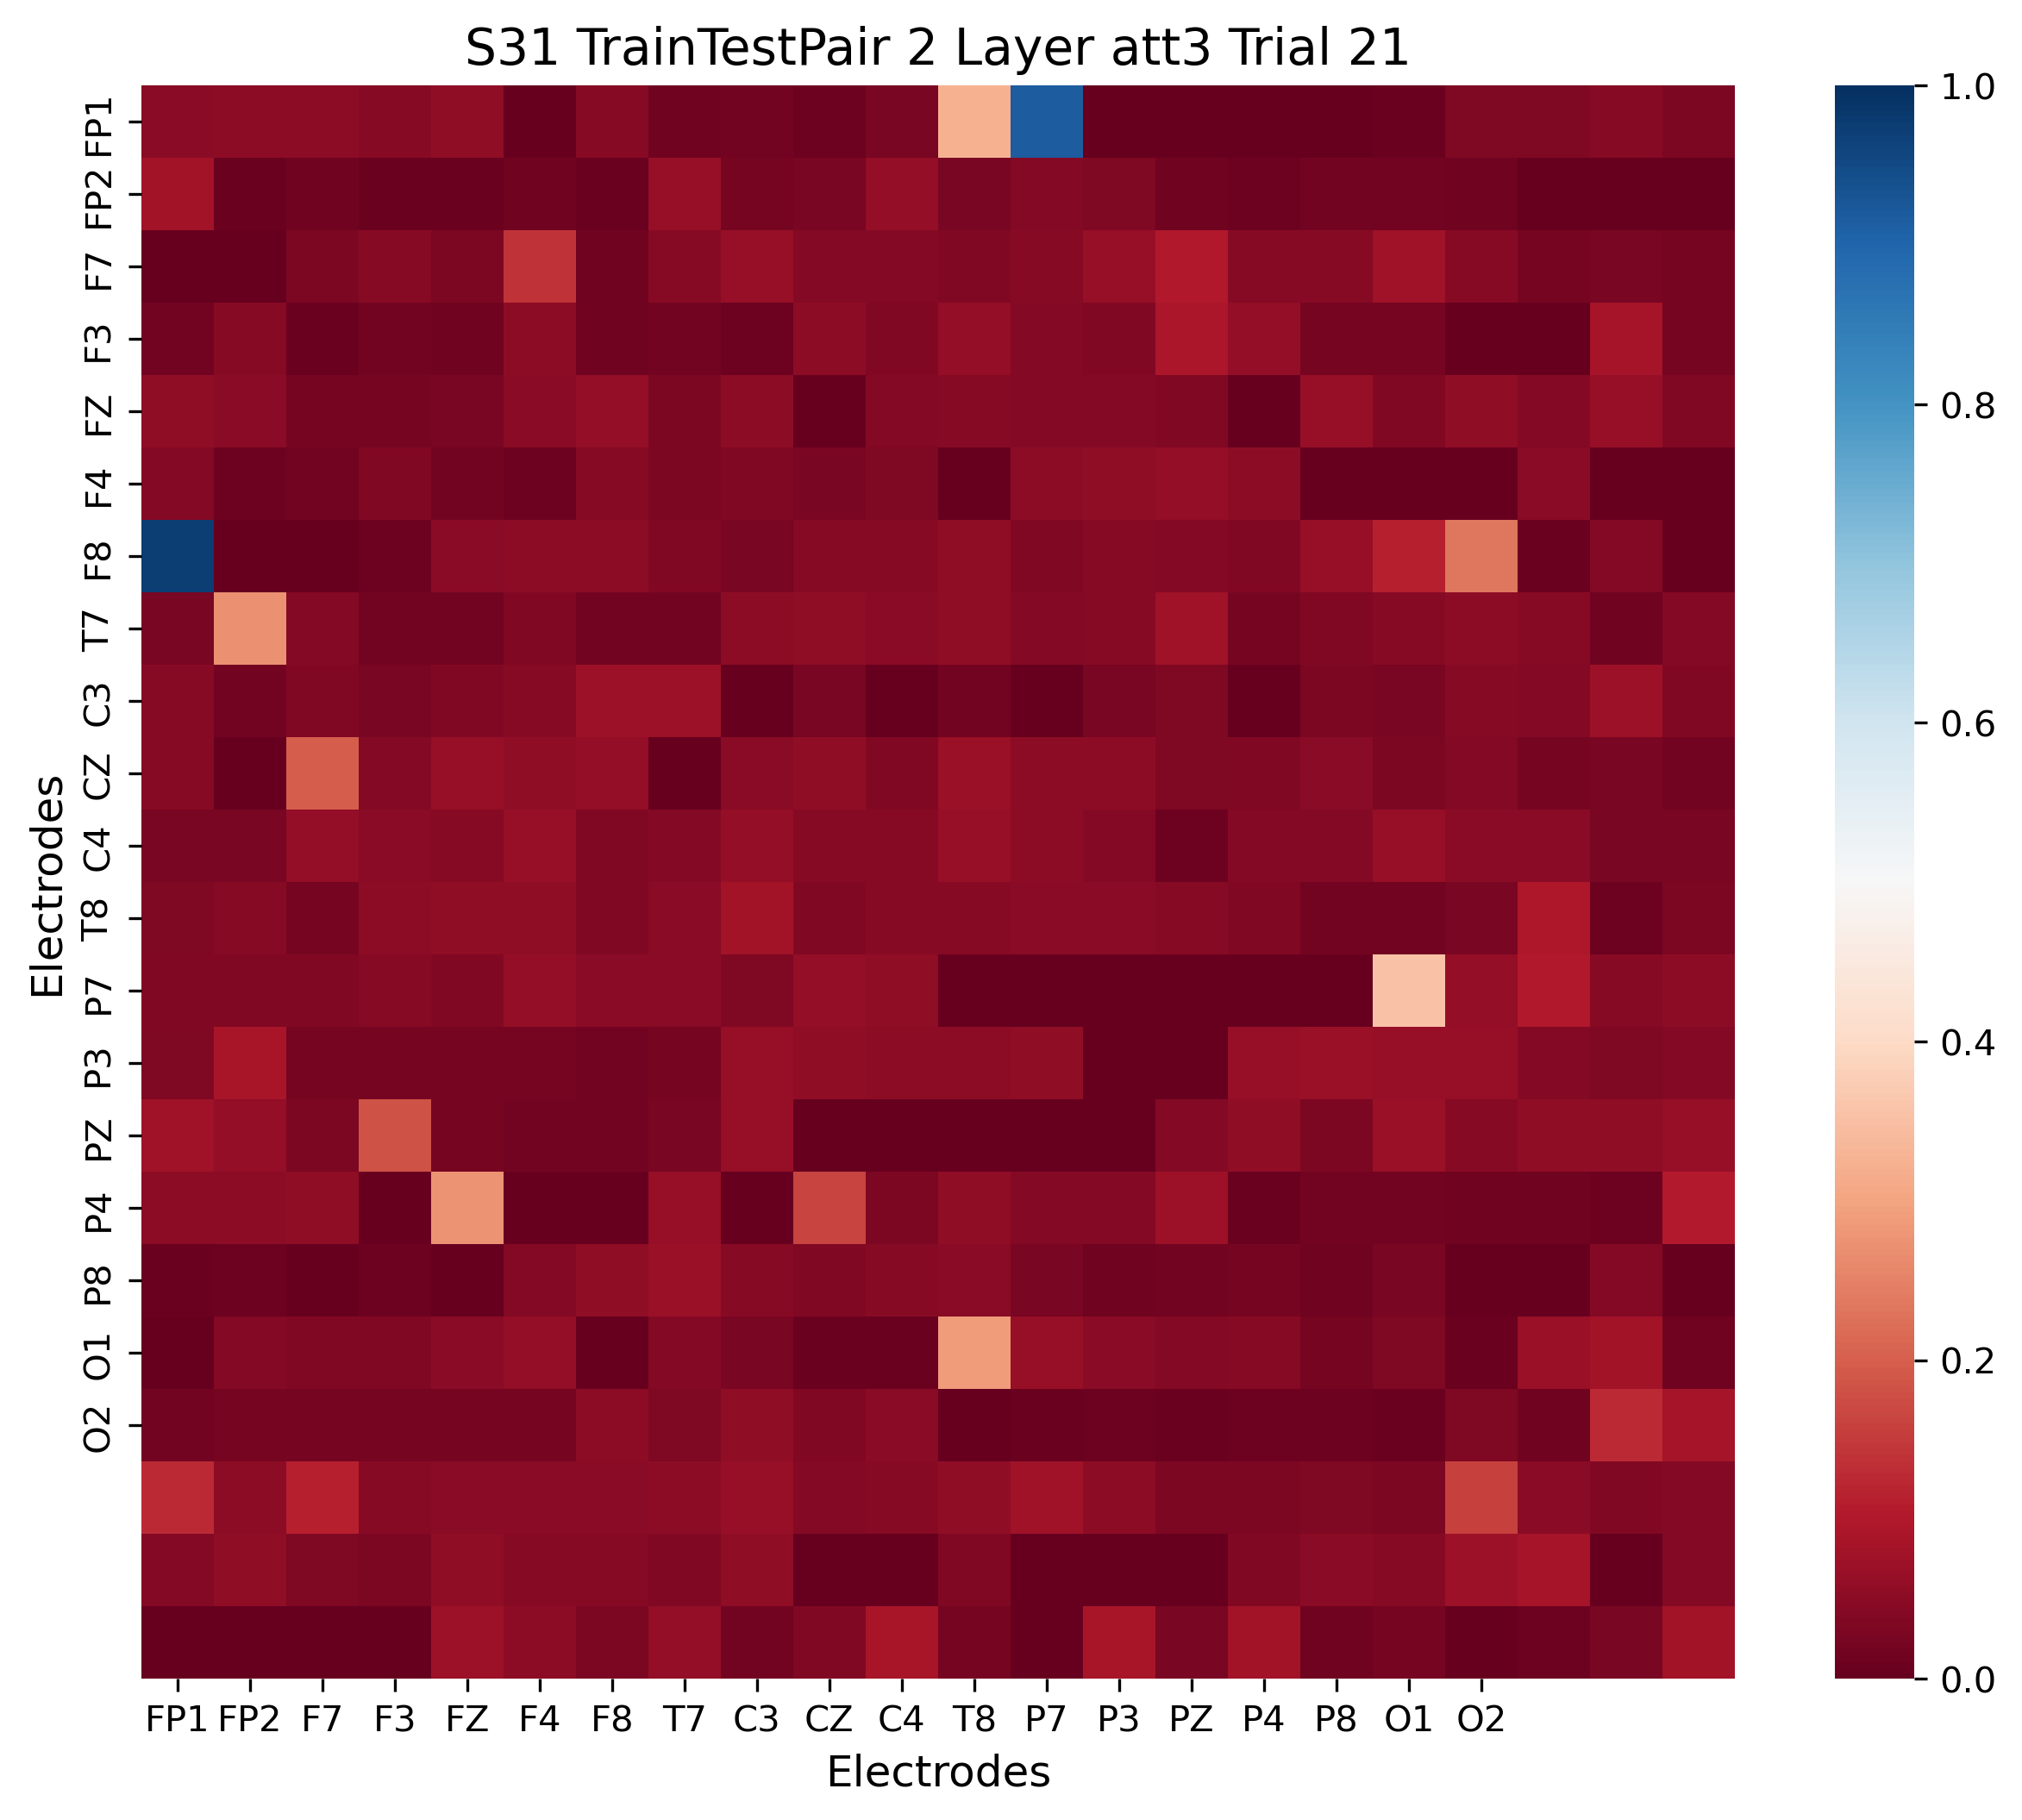 S31 TrainTestPair 2 Layer att3 Trial 21
Electrodes
FP1
FP2
F7
F3
FZ
F4
F8
T7
C3
CZ
C4
T8
P7
P3
PZ
P4
P8
O1
O2
FP1 FP2 F7 F3 FZ F4 F8 T7 C3 CZ C4 T8 P7 P3 PZ P4 P8 O1 O2
Electrodes
1.0
0.8
0.6
0.4
0.2
0.0